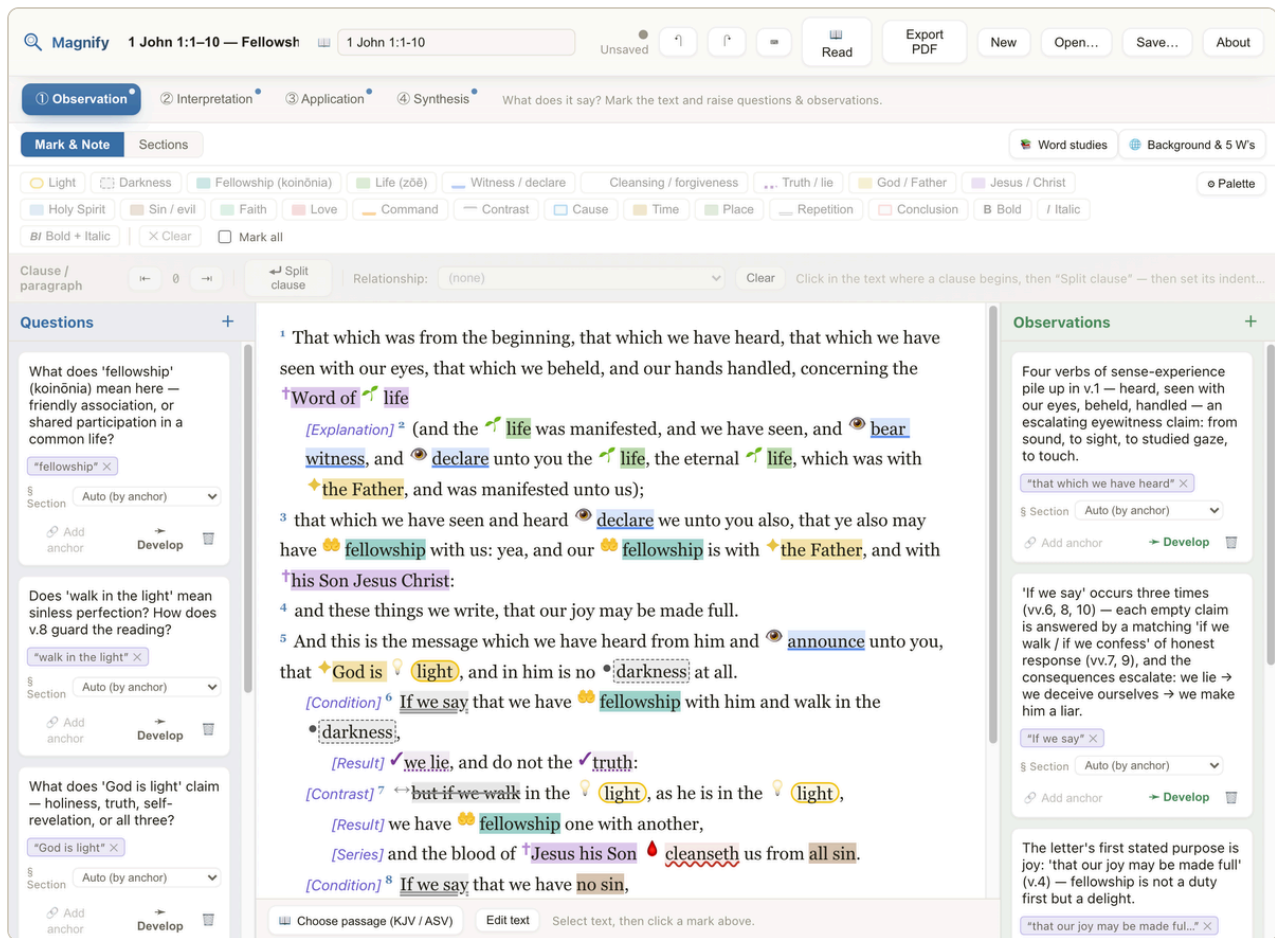 Magnify
1 John 1:1–10 — Fellowsh
1 John 1:1-10
Unsaved
Read
Export PDF
New
Open…
Save…
About
① Observation
② Interpretation
③ Application
④ Synthesis
What does it say? Mark the text and raise questions & observations.
Mark & Note
Sections
Word studies
Background & 5 W's
Light
Darkness
Fellowship (koinōnia)
Life (zōē)
Witness / declare
Cleansing / forgiveness
Truth / lie
God / Father
Jesus / Christ
Palette
Holy Spirit
Sin / evil
Faith
Love
Command
Contrast
Cause
Time
Place
Repetition
Conclusion
B Bold
I Italic
BI Bold + Italic
✕ Clear
Mark all
Clause / paragraph
0
Split clause
Relationship:
(none)
Clear
Click in the text where a clause begins, then "Split clause" — then set its indent…
Questions
+
What does 'fellowship'
(koinōnia) mean here —
friendly association, or
shared participation in a
common life?
"fellowship" ✕
§ Section
Auto (by anchor)
Add anchor
Develop
Does 'walk in the light' mean
sinless perfection? How does
v.8 guard the reading?
"walk in the light" ✕
§ Section
Auto (by anchor)
Add anchor
Develop
What does 'God is light' claim
— holiness, truth, self-
revelation, or all three?
"God is light" ✕
§ Section
Auto (by anchor)
Add anchor
Develop
1 That which was from the beginning, that which we have heard, that which we have
seen with our eyes, that which we beheld, and our hands handled, concerning the
†Word of life
[Explanation] 2 (and the life was manifested, and we have seen, and bear
witness, and declare unto you the life, the eternal life, which was with
the Father, and was manifested unto us);
3 that which we have seen and heard declare we unto you also, that ye also may
have fellowship with us: yea, and our fellowship is with the Father, and with
†his Son Jesus Christ:
4 and these things we write, that our joy may be made full.
5 And this is the message which we have heard from him and announce unto you,
that God is light, and in him is no darkness at all.
[Condition] 6 If we say that we have fellowship with him and walk in the
darkness,
[Result] ✓we lie, and do not the ✓truth:
[Contrast] 7 ↔but if we walk in the light, as he is in the light,
[Result] we have fellowship one with another,
[Series] and the blood of †Jesus his Son cleanseth us from all sin.
[Condition] 8 If we say that we have no sin,
Choose passage (KJV / ASV)
Edit text
Select text, then click a mark above.
Observations
+
Four verbs of sense-experience
pile up in v.1 — heard, seen with
our eyes, beheld, handled — an
escalating eyewitness claim: from
sound, to sight, to studied gaze,
to touch.
"that which we have heard" ✕
§ Section
Auto (by anchor)
Add anchor
Develop
'If we say' occurs three times
(vv.6, 8, 10) — each empty claim
is answered by a matching 'if we
walk / if we confess' of honest
response (vv.7, 9), and the
consequences escalate: we lie →
we deceive ourselves → we make
him a liar.
"If we say" ✕
§ Section
Auto (by anchor)
Add anchor
Develop
The letter's first stated purpose is
joy: 'that our joy may be made full'
(v.4) — fellowship is not a duty
first but a delight.
"that our joy may be made ful…" ✕